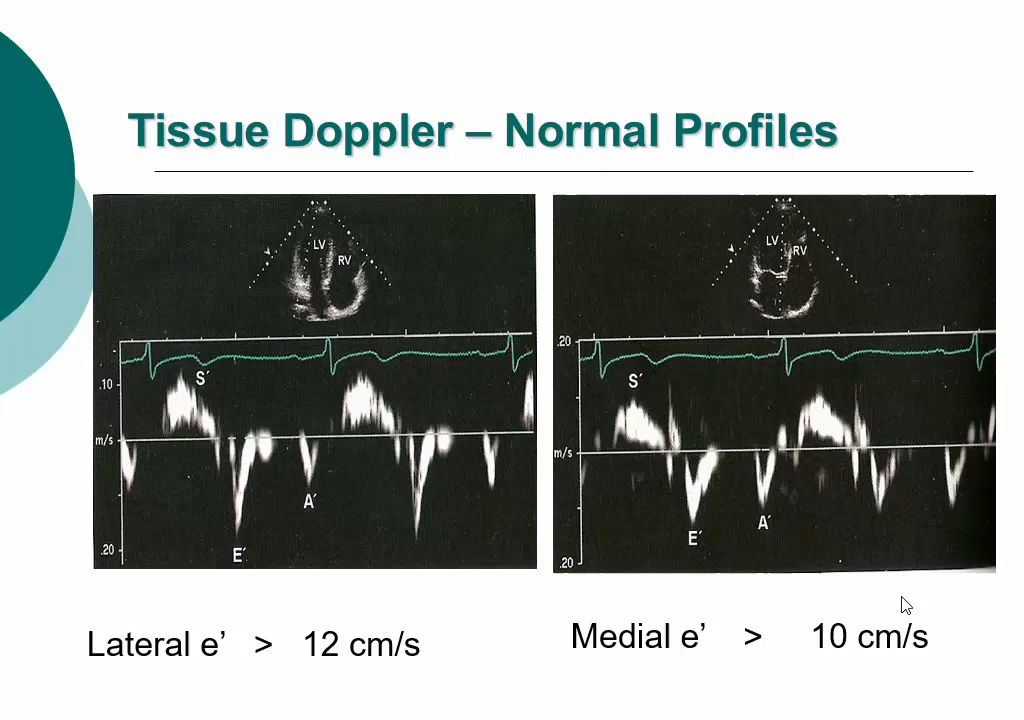 Tissue Doppler – Normal Profiles
LV
RV
.10
S´
m/s
A´
.20
E´
LV
RV
.20
S´
m/s
A´
E´
.20
Lateral e’ > 12 cm/s
Medial e’ > 10 cm/s